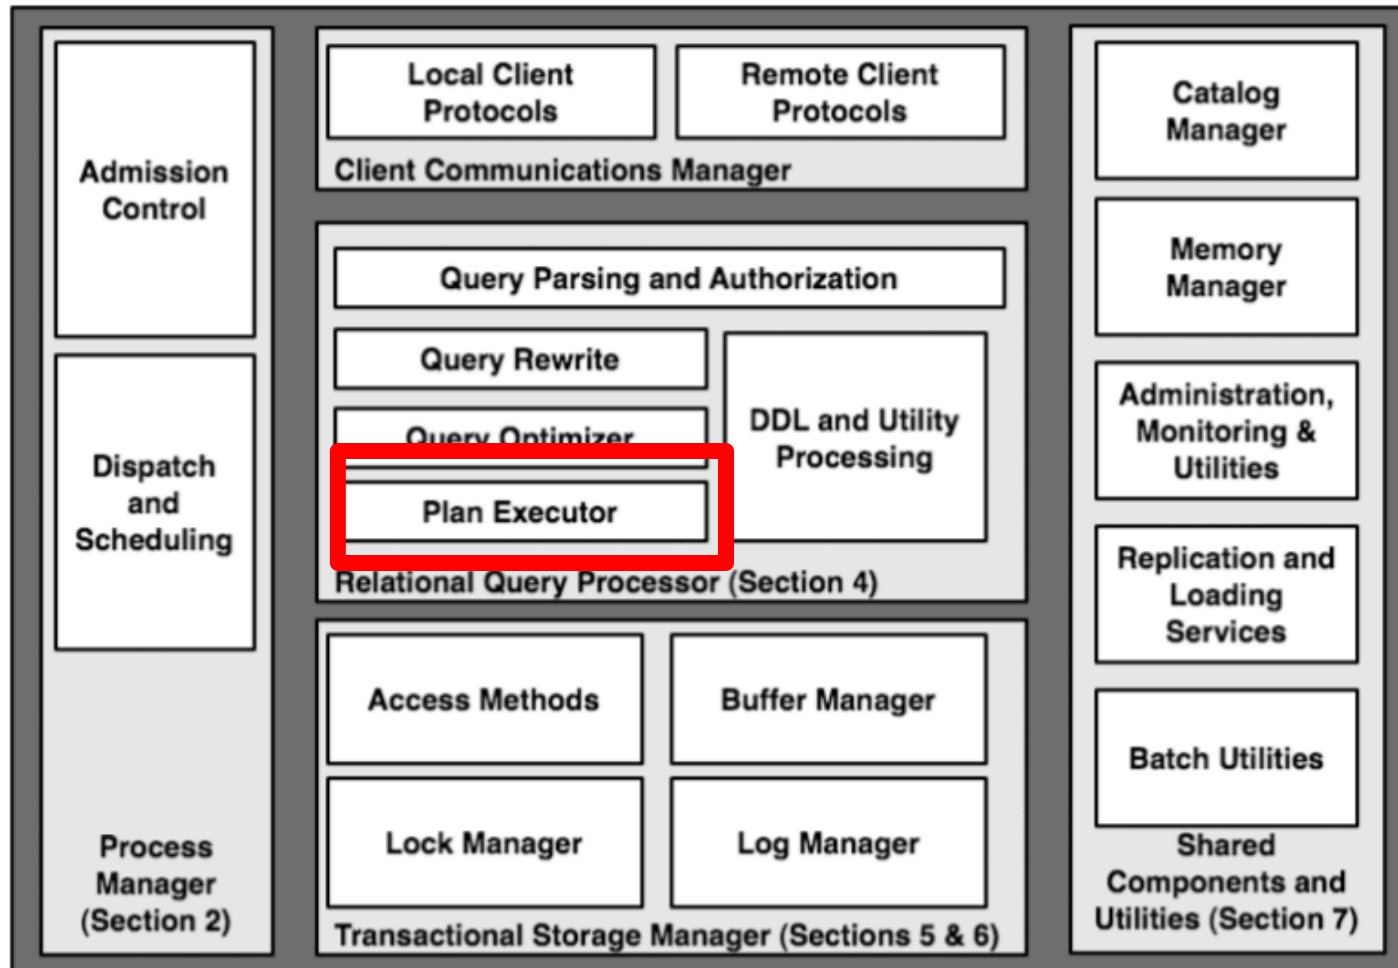 Admission
Control
Dispatch
and
Scheduling
Process
Manager
(Section 2)
Local Client
Protocols
Remote Client
Protocols
Client Communications Manager
Query Parsing and Authorization
Query Rewrite
Query Optimizer
Plan Executor
DDL and Utility
Processing
Relational Query Processor (Section 4)
Access Methods
Buffer Manager
Lock Manager
Log Manager
Transactional Storage Manager (Sections 5 & 6)
Catalog
Manager
Memory
Manager
Administration,
Monitoring &
Utilities
Replication and
Loading
Services
Batch Utilities
Shared
Components and
Utilities (Section 7)